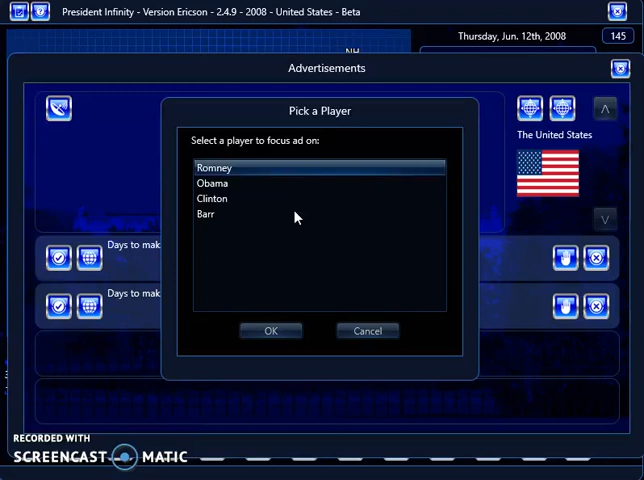 President Infinity - Version Ericson - 2.4.9 - 2008 - United States - Beta
Thursday, Jun. 12th, 2008
145
NH
Advertisements
Pick a Player
Select a player to focus ad on:
The United States
Romney
Obama
Clinton
Barr
Days to mak
Days to mak
OK
Cancel
RECORDED WITH
SCREENCAST MATIC